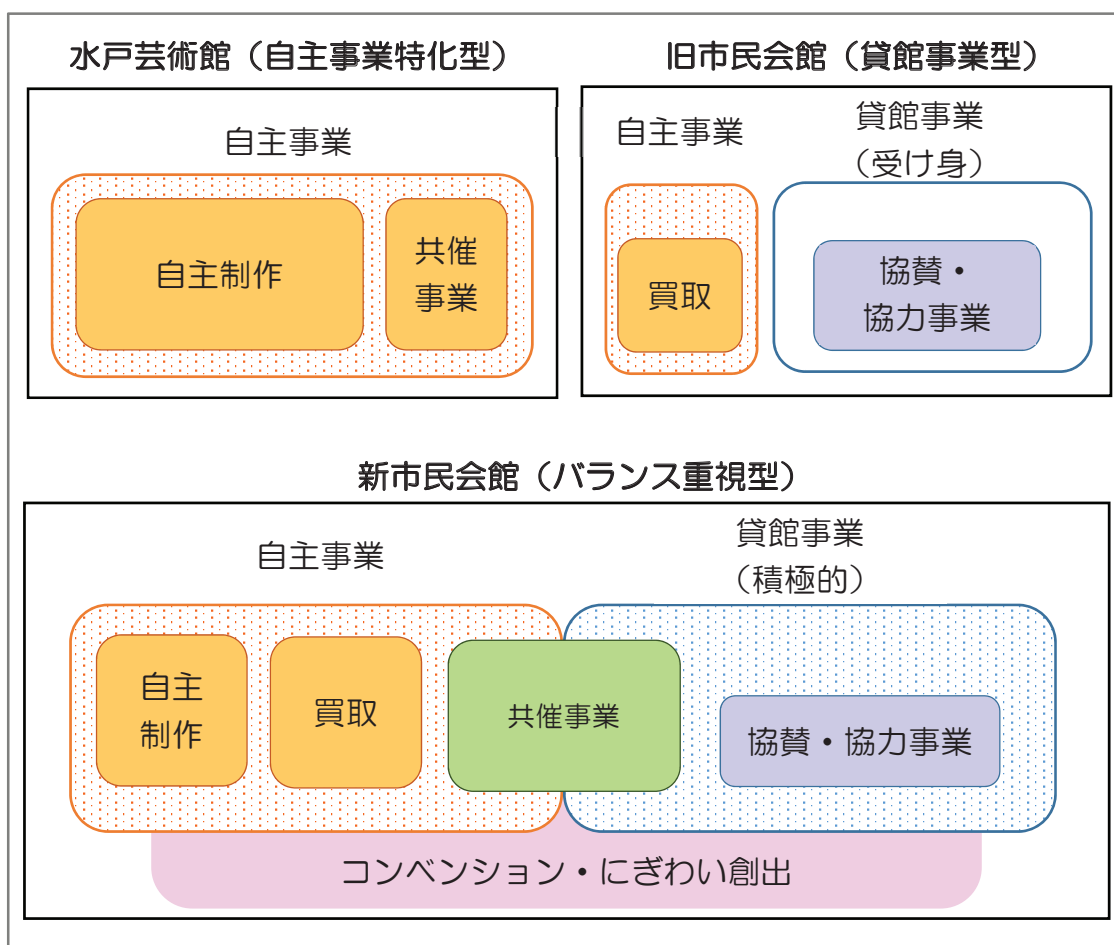 水戸芸術館（自主事業特化型）
自主事業
自主制作
共催
事業
旧市民会館（貸館事業型）
自主事業
貸館事業
（受け身）
買取
協賛・
協力事業
新市民会館（バランス重視型）
自主事業
貸館事業
（積極的）
自主
制作
買取
共催事業
協賛・協力事業
コンベンション・にぎわい創出